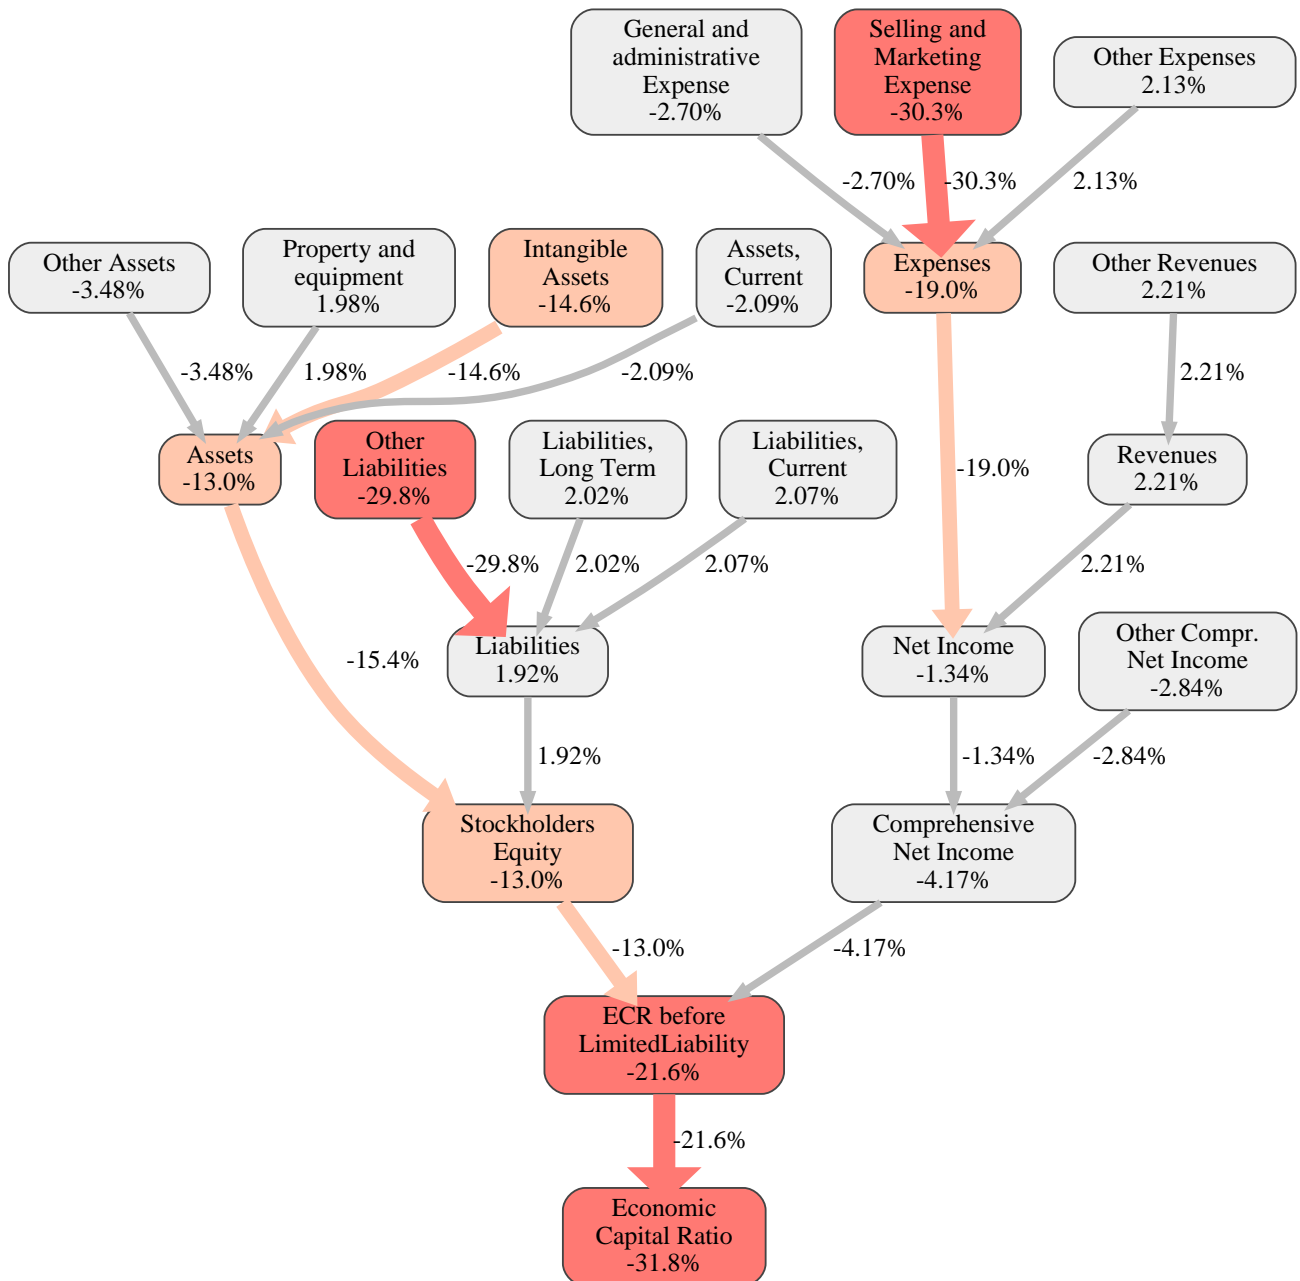 General and
administrative
Expense
-2.70%
Selling and
Marketing
Expense
-30.3%
Other Expenses
2.13%
-2.70%
-30.3%
2.13%
Other Assets
-3.48%
Property and
equipment
1.98%
Intangible
Assets
-14.6%
Assets,
Current
-2.09%
Expenses
-19.0%
Other Revenues
2.21%
-3.48%
1.98%
-14.6%
-2.09%
2.21%
Assets
-13.0%
Other
Liabilities
-29.8%
Liabilities,
Long Term
2.02%
Liabilities,
Current
2.07%
-19.0%
Revenues
2.21%
-29.8%
2.02%
2.07%
2.21%
-15.4%
Liabilities
1.92%
Net Income
-1.34%
Other Compr.
Net Income
-2.84%
1.92%
-1.34%
-2.84%
Stockholders
Equity
-13.0%
Comprehensive
Net Income
-4.17%
-13.0%
-4.17%
ECR before
LimitedLiability
-21.6%
-21.6%
Economic
Capital Ratio
-31.8%